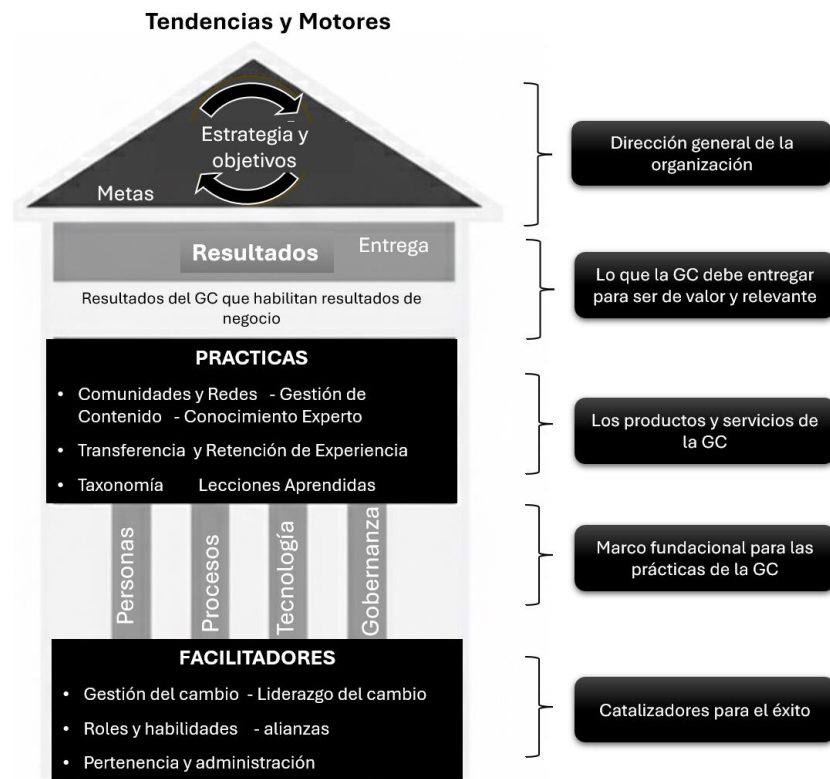 Tendencias y Motores
Estrategia y
objetivos
Metas
Dirección general de la
organización
Resultados
Entrega
Resultados del GC que habilitan resultados de
negocio
Lo que la GC debe entregar
para ser de valor y relevante
PRACTICAS
• Comunidades y Redes - Gestión de
Contenido - Conocimiento Experto
• Transferencia y Retención de Experiencia
• Taxonomía Lecciones Aprendidas
Los productos y servicios de
la GC
Personas
Procesos
Tecnología
Gobernanza
Marco fundacional para las
prácticas de la GC
FACILITADORES
• Gestión del cambio - Liderazgo del cambio
• Roles y habilidades - alianzas
• Pertenencia y administración
Catalizadores para el éxito